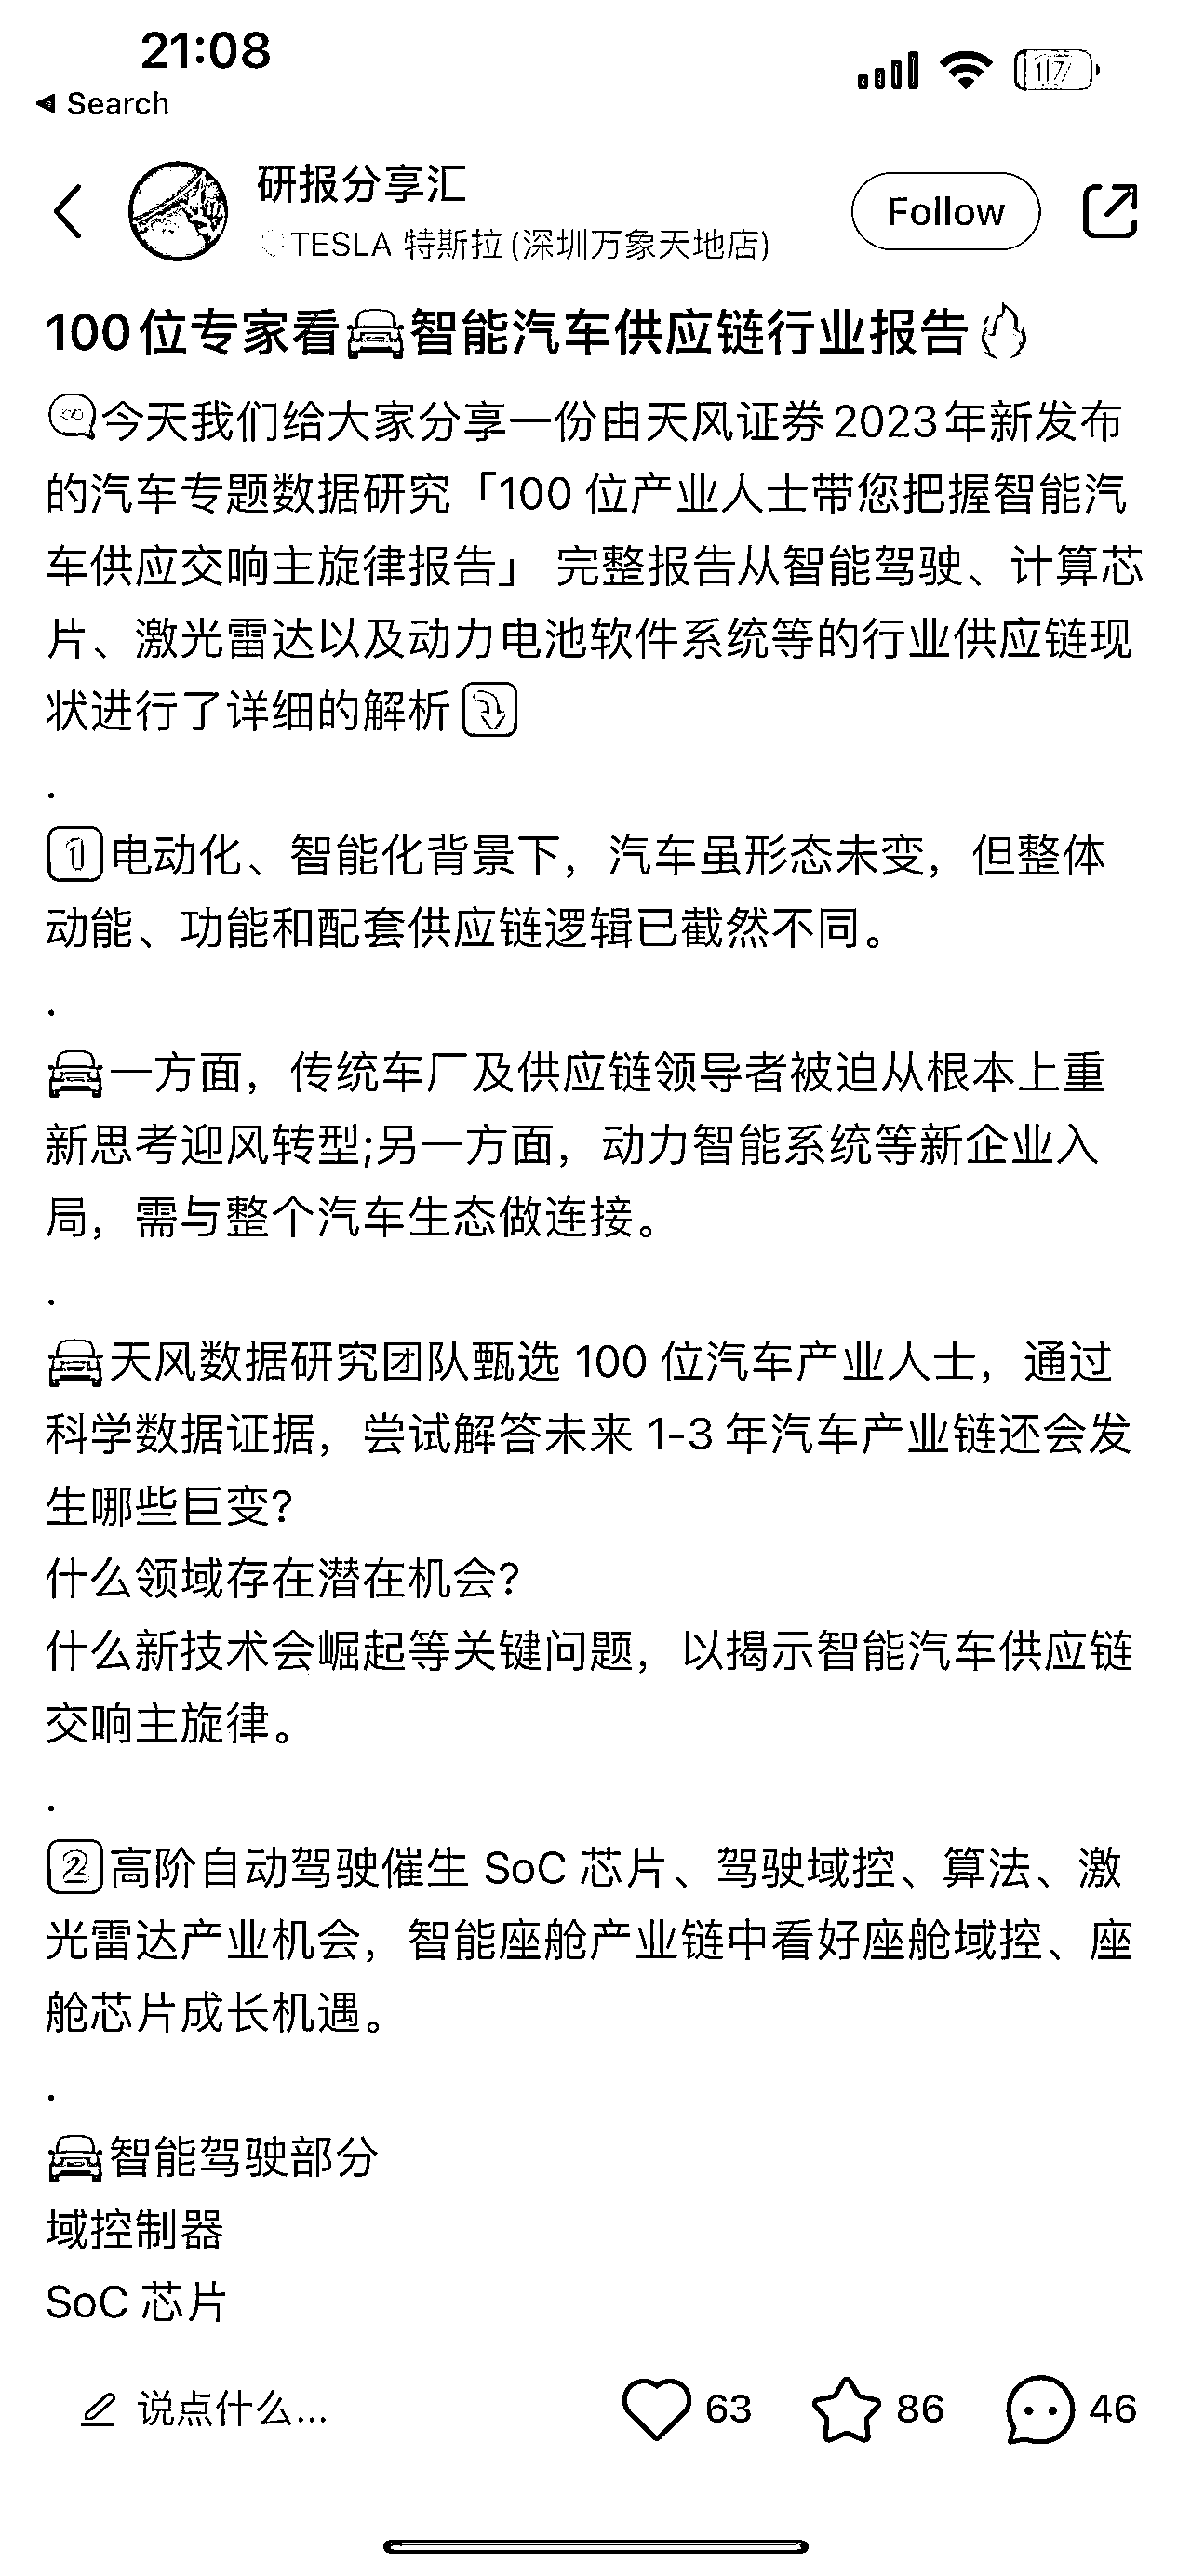 21:08
17
Search
研报分享汇
Follow
TESLA 特斯拉(深圳万象天地店)
100位专家看🚘智能汽车供应链行业报告🔥
今天我们给大家分享一份由天风证券2023年新发布
的汽车专题数据研究「100 位产业人士带您把握智能汽
车供应交响主旋律报告」 完整报告从智能驾驶、计算芯
片、激光雷达以及动力电池软件系统等的行业供应链现
状进行了详细的解析⤵️
.
1️⃣电动化、智能化背景下，汽车虽形态未变，但整体
动能、功能和配套供应链逻辑已截然不同。
.
🚘一方面，传统车厂及供应链领导者被迫从根本上重
新思考迎风转型;另一方面，动力智能系统等新企业入
局，需与整个汽车生态做连接。
.
🚘天风数据研究团队甄选 100 位汽车产业人士，通过
科学数据证据，尝试解答未来 1-3 年汽车产业链还会发
生哪些巨变?
什么领域存在潜在机会?
什么新技术会崛起等关键问题，以揭示智能汽车供应链
交响主旋律。
.
2️⃣高阶自动驾驶催生 SoC 芯片、驾驶域控、算法、激
光雷达产业机会，智能座舱产业链中看好座舱域控、座
舱芯片成长机遇。
.
🚘智能驾驶部分
域控制器
SoC 芯片
说点什么...
63
86
46